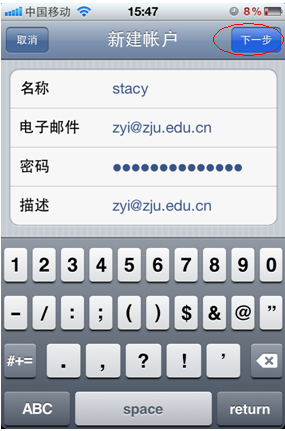 中国移动 15:47 8%
取消 新建帐户 下一步
名称 stacy
电子邮件 zyi@zju.edu.cn
密码 ●●●●●●●●●●●●●●
描述 zyi@zju.edu.cn
1 2 3 4 5 6 7 8 9 0
- / : ; ( ) $ & @ ”
#+= . , ? ! ’
ABC space return